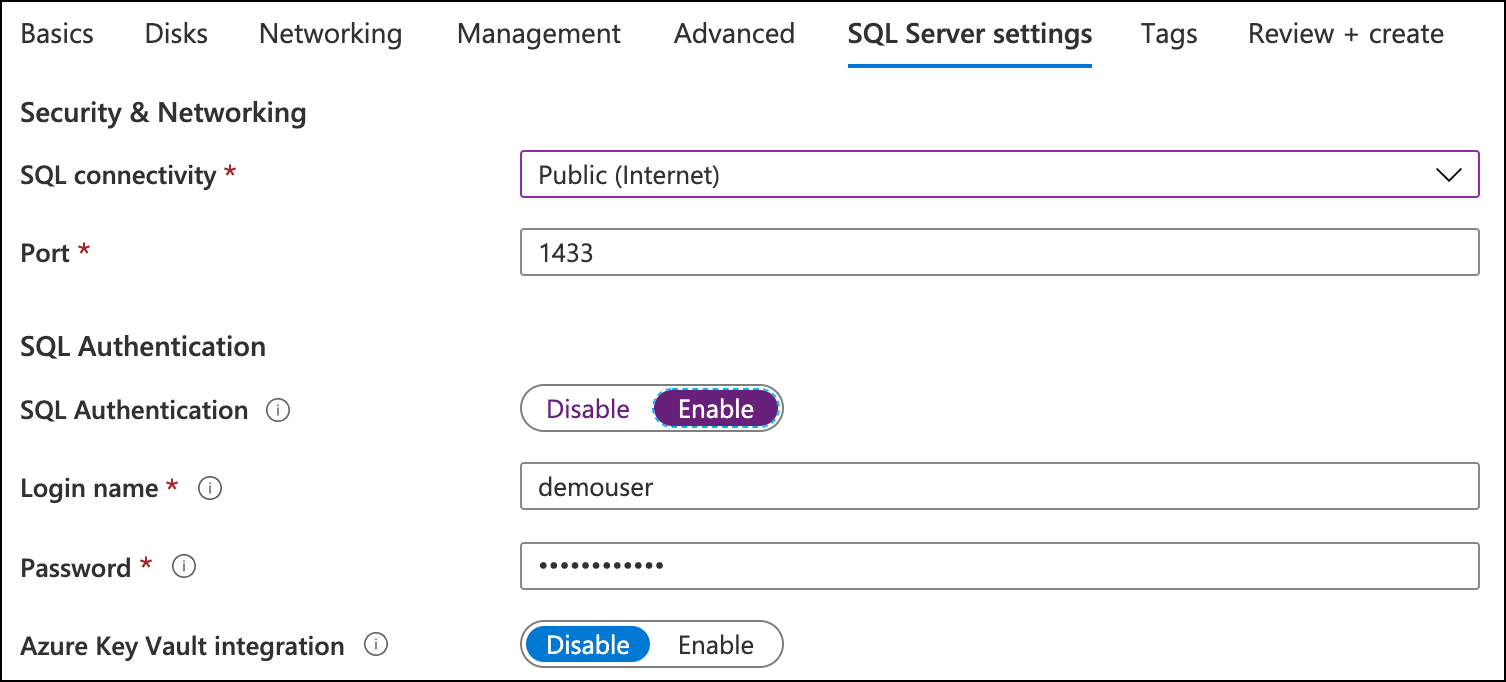 Basics Disks Networking Management Advanced SQL Server settings Tags Review + create
Security & Networking
SQL connectivity * Public (Internet)
Port * 1433
SQL Authentication
SQL Authentication Disable Enable
Login name * demouser
Password * ••••••••••••
Azure Key Vault integration Disable Enable